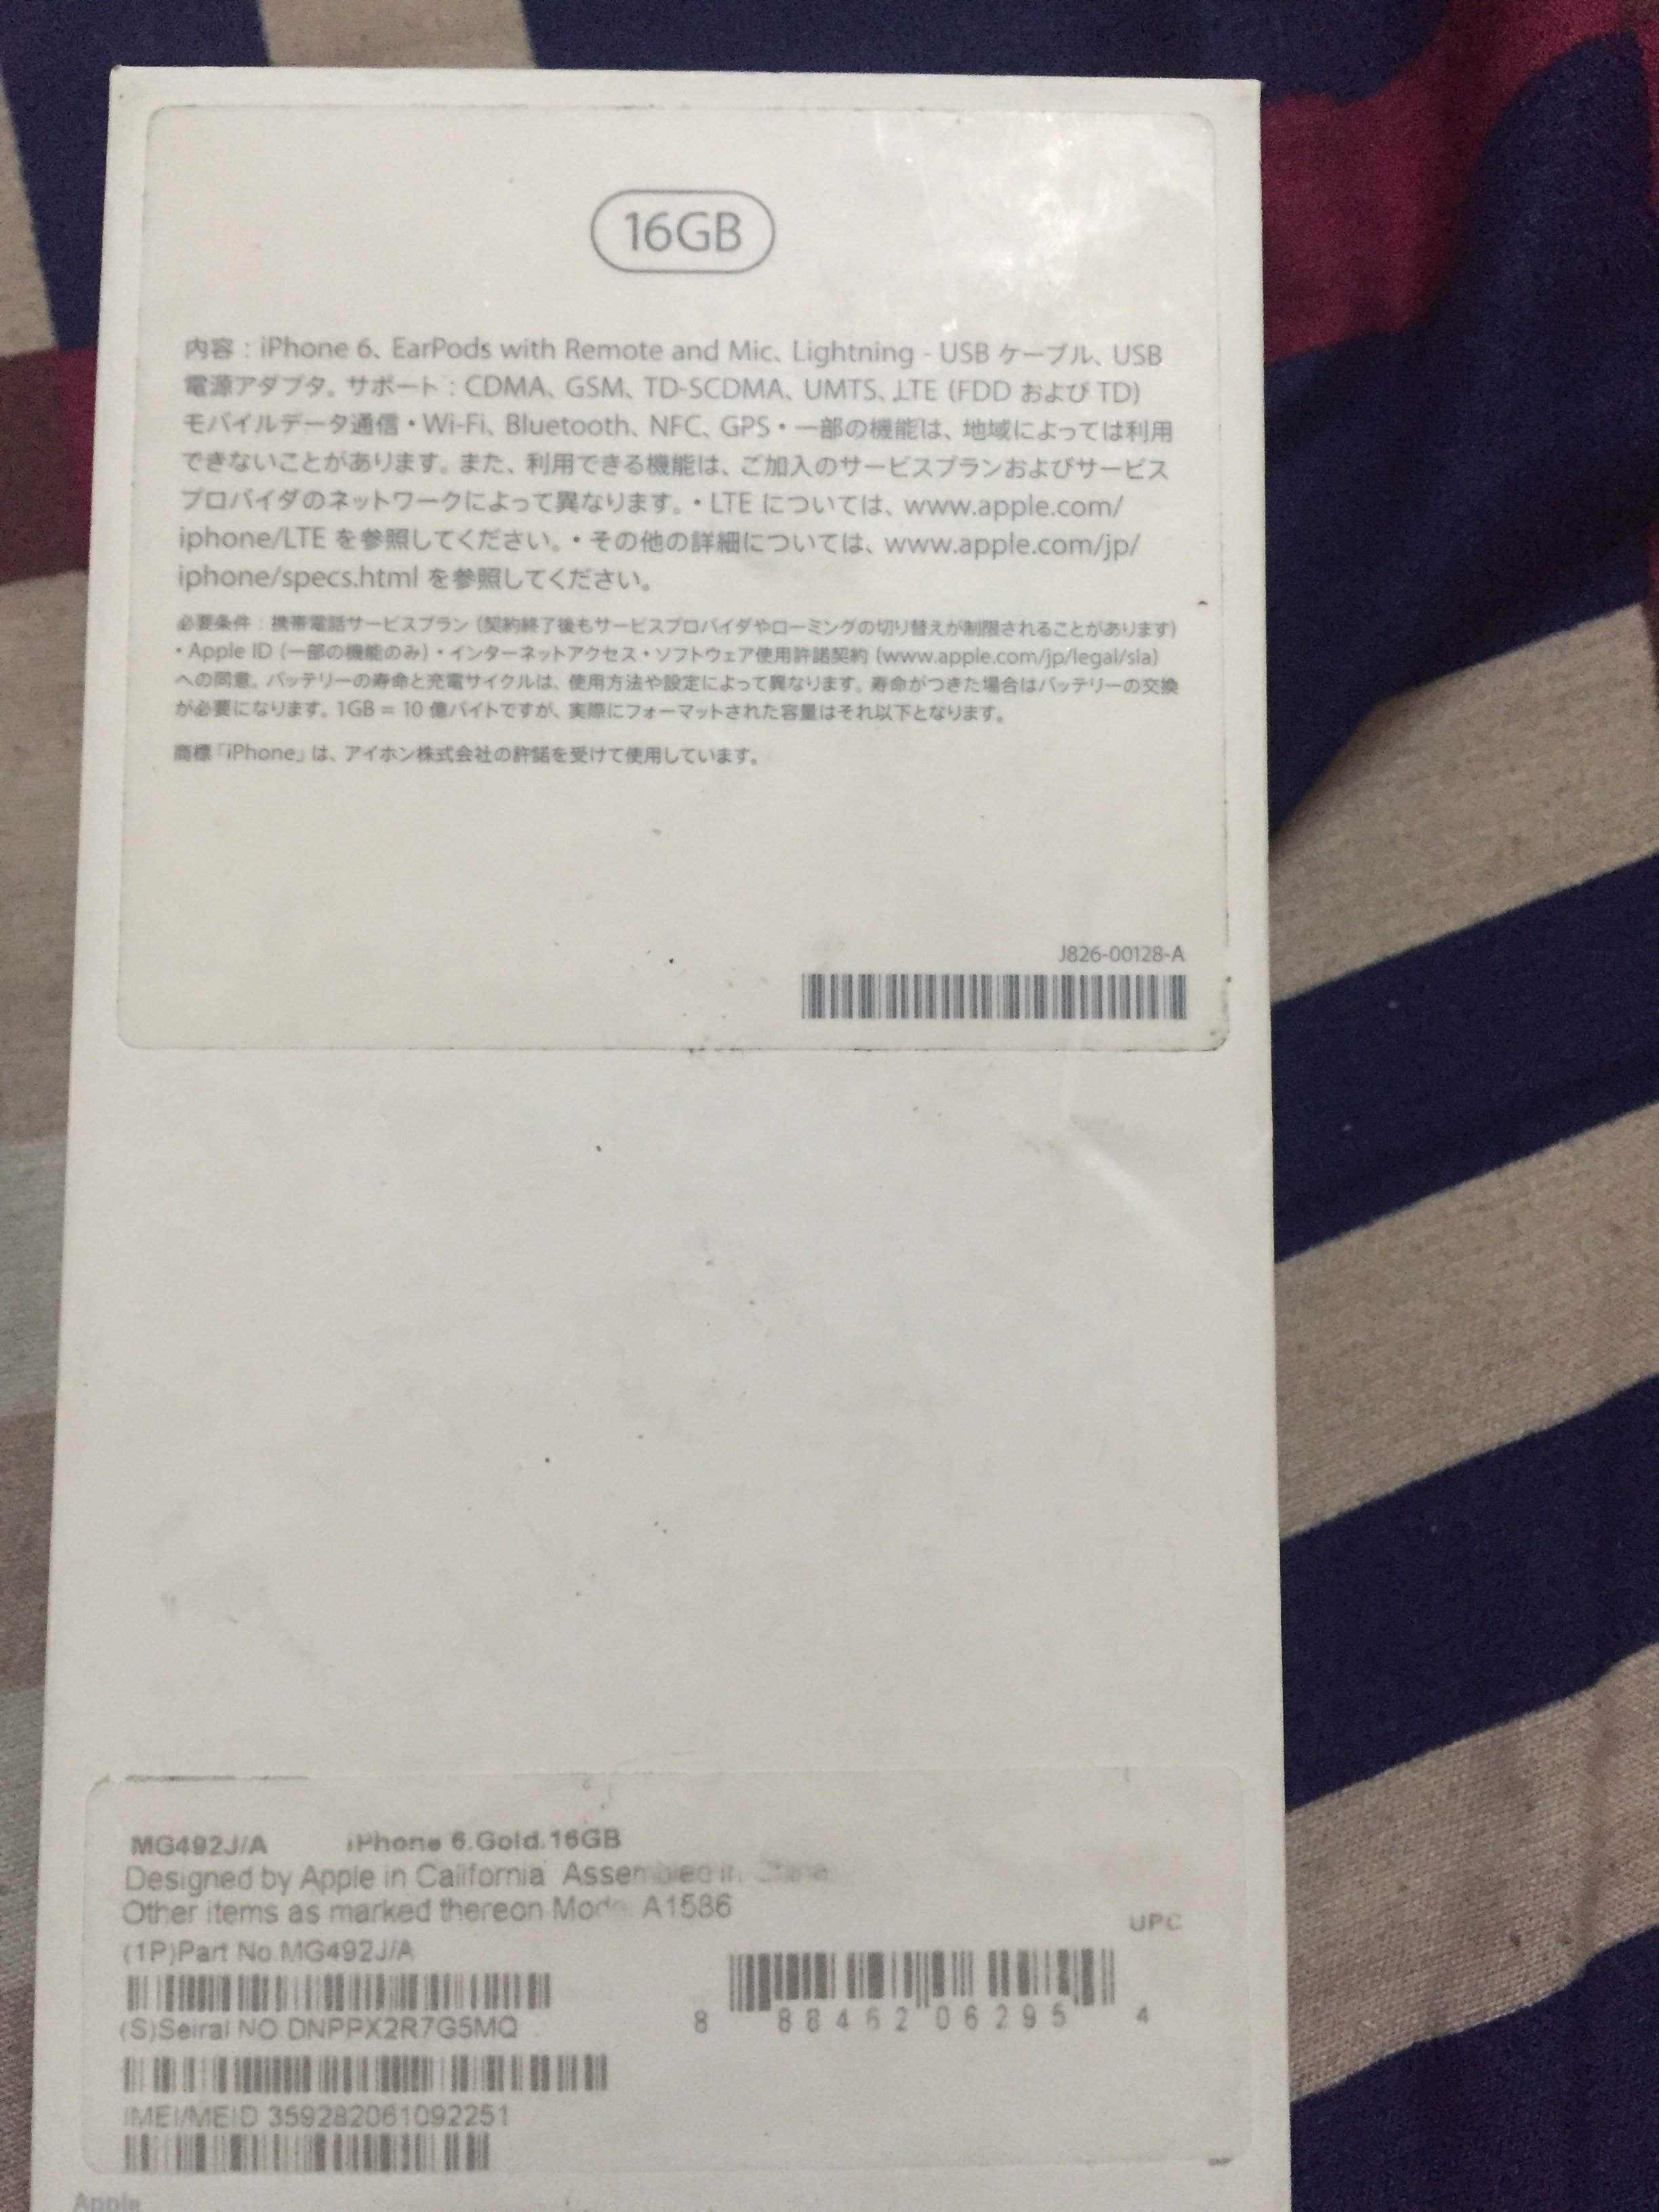 16GB
内容：iPhone 6、EarPods with Remote and Mic、Lightning - USB ケーブル、USB
電源アダプタ。サポート：CDMA、GSM、TD-SCDMA、UMTS、LTE (FDD および TD)
モバイルデータ通信・Wi-Fi、Bluetooth、NFC、GPS・一部の機能は、地域によっては利用
できないことがあります。また、利用できる機能は、ご加入のサービスプランおよびサービス
プロバイダのネットワークによって異なります。・LTE については、www.apple.com/
iphone/LTE を参照してください。・その他の詳細については、www.apple.com/jp/
iphone/specs.html を参照してください。
必要条件：携帯電話サービスプラン (契約終了後もサービスプロバイダやローミングの切り替えが制限されることがあります)
・Apple ID (一部の機能のみ)・インターネットアクセス・ソフトウェア使用許諾契約 (www.apple.com/jp/legal/sla)
への同意。バッテリーの寿命と充電サイクルは、使用方法や設定によって異なります。寿命がつきた場合はバッテリーの交換
が必要になります。1GB = 10 億バイトですが、実際にフォーマットされた容量はそれ以下となります。
商標「iPhone」は、アイホン株式会社の許諾を受けて使用しています。
J826-00128-A
MG492J/A iPhone 6.Gold.16GB
Designed by Apple in California Assembled in China
Other items as marked thereon Model A1586
(1P)Part No.MG492J/A
UPC
(S)Seiral NO.DNPPX2R7G5MQ
8 88462 06295 4
IMEI/MEID 359282061092251
Apple